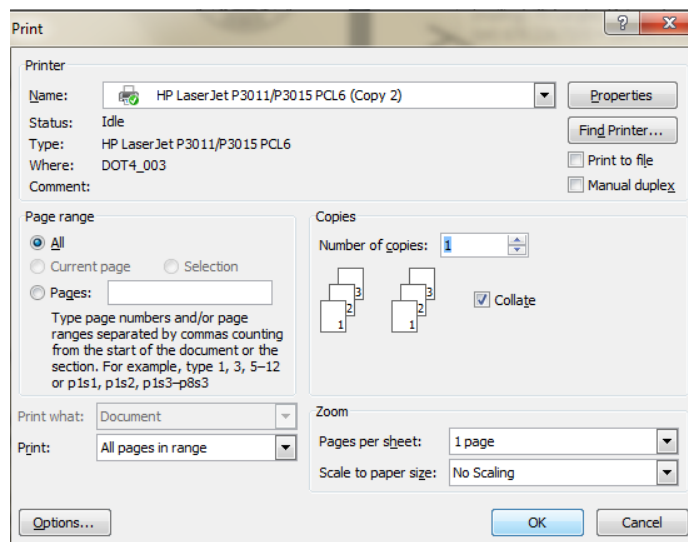 Print
Printer
Name: HP LaserJet P3011/P3015 PCL6 (Copy 2)
Properties
Status: Idle
Find Printer...
Type: HP LaserJet P3011/P3015 PCL6
Where: DOT4_003
Print to file
Comment:
Manual duplex
Page range
All
Current page Selection
Pages:
Type page numbers and/or page
ranges separated by commas counting
from the start of the document or the
section. For example, type 1, 3, 5–12
or p1s1, p1s2, p1s3–p8s3
Copies
Number of copies: 1
3 3
2 2
1 1
Collate
Print what: Document
Print: All pages in range
Zoom
Pages per sheet: 1 page
Scale to paper size: No Scaling
Options...
OK
Cancel